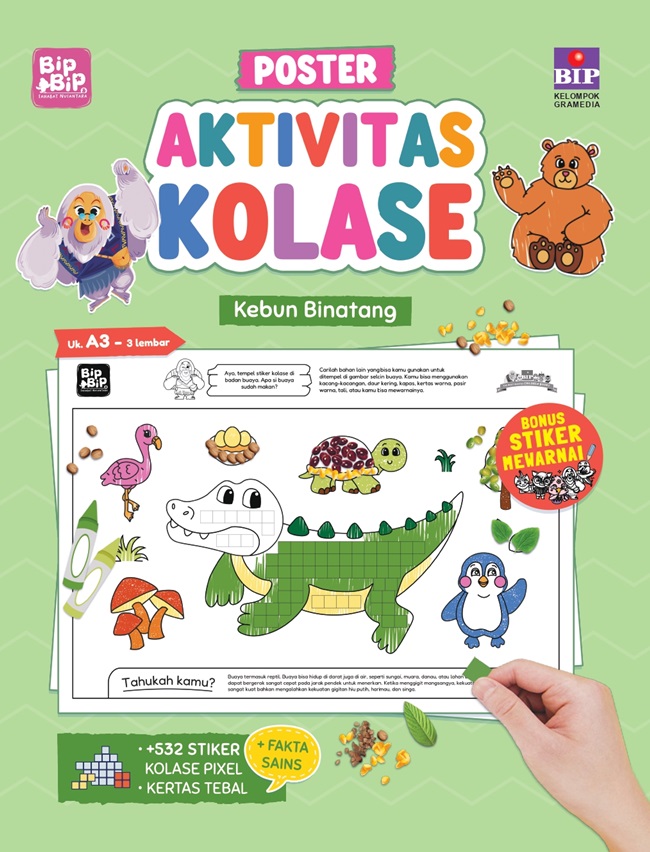 Bip
Bip
SAHABAT NUSANTARA
POSTER
BIP
KELOMPOK
GRAMEDIA
AKTIVITAS
KOLASE
Kebun Binatang
Uk. A3 – 3 lembar
Bip
Bip
Ayo, tempel stiker kolase di
badan buaya. Apa si buaya
sudah makan?
Carilah bahan lain yang bisa kamu gunakan untuk
ditempel di gambar selain buaya. Kamu bisa menggunakan
kacang-kacangan, daur kering, kapas, kertas warna, pasir
warna, tali, atau kamu bisa mewarnainya.
BONUS
STIKER
MEWARNAI
Tahukah kamu?
Buaya termasuk reptil. Buaya bisa hidup di darat juga di air, seperti sungai, muara, danau, atau lahan
dapat bergerak sangat cepat pada jarak pendek untuk menerkam. Ketika menggigit mangsanya,
sangat kuat bahkan mengalahkan kekuatan gigitan hiu putih, harimau, dan singa.
• +532 STIKER
KOLASE PIXEL
• KERTAS TEBAL
+ FAKTA
SAINS